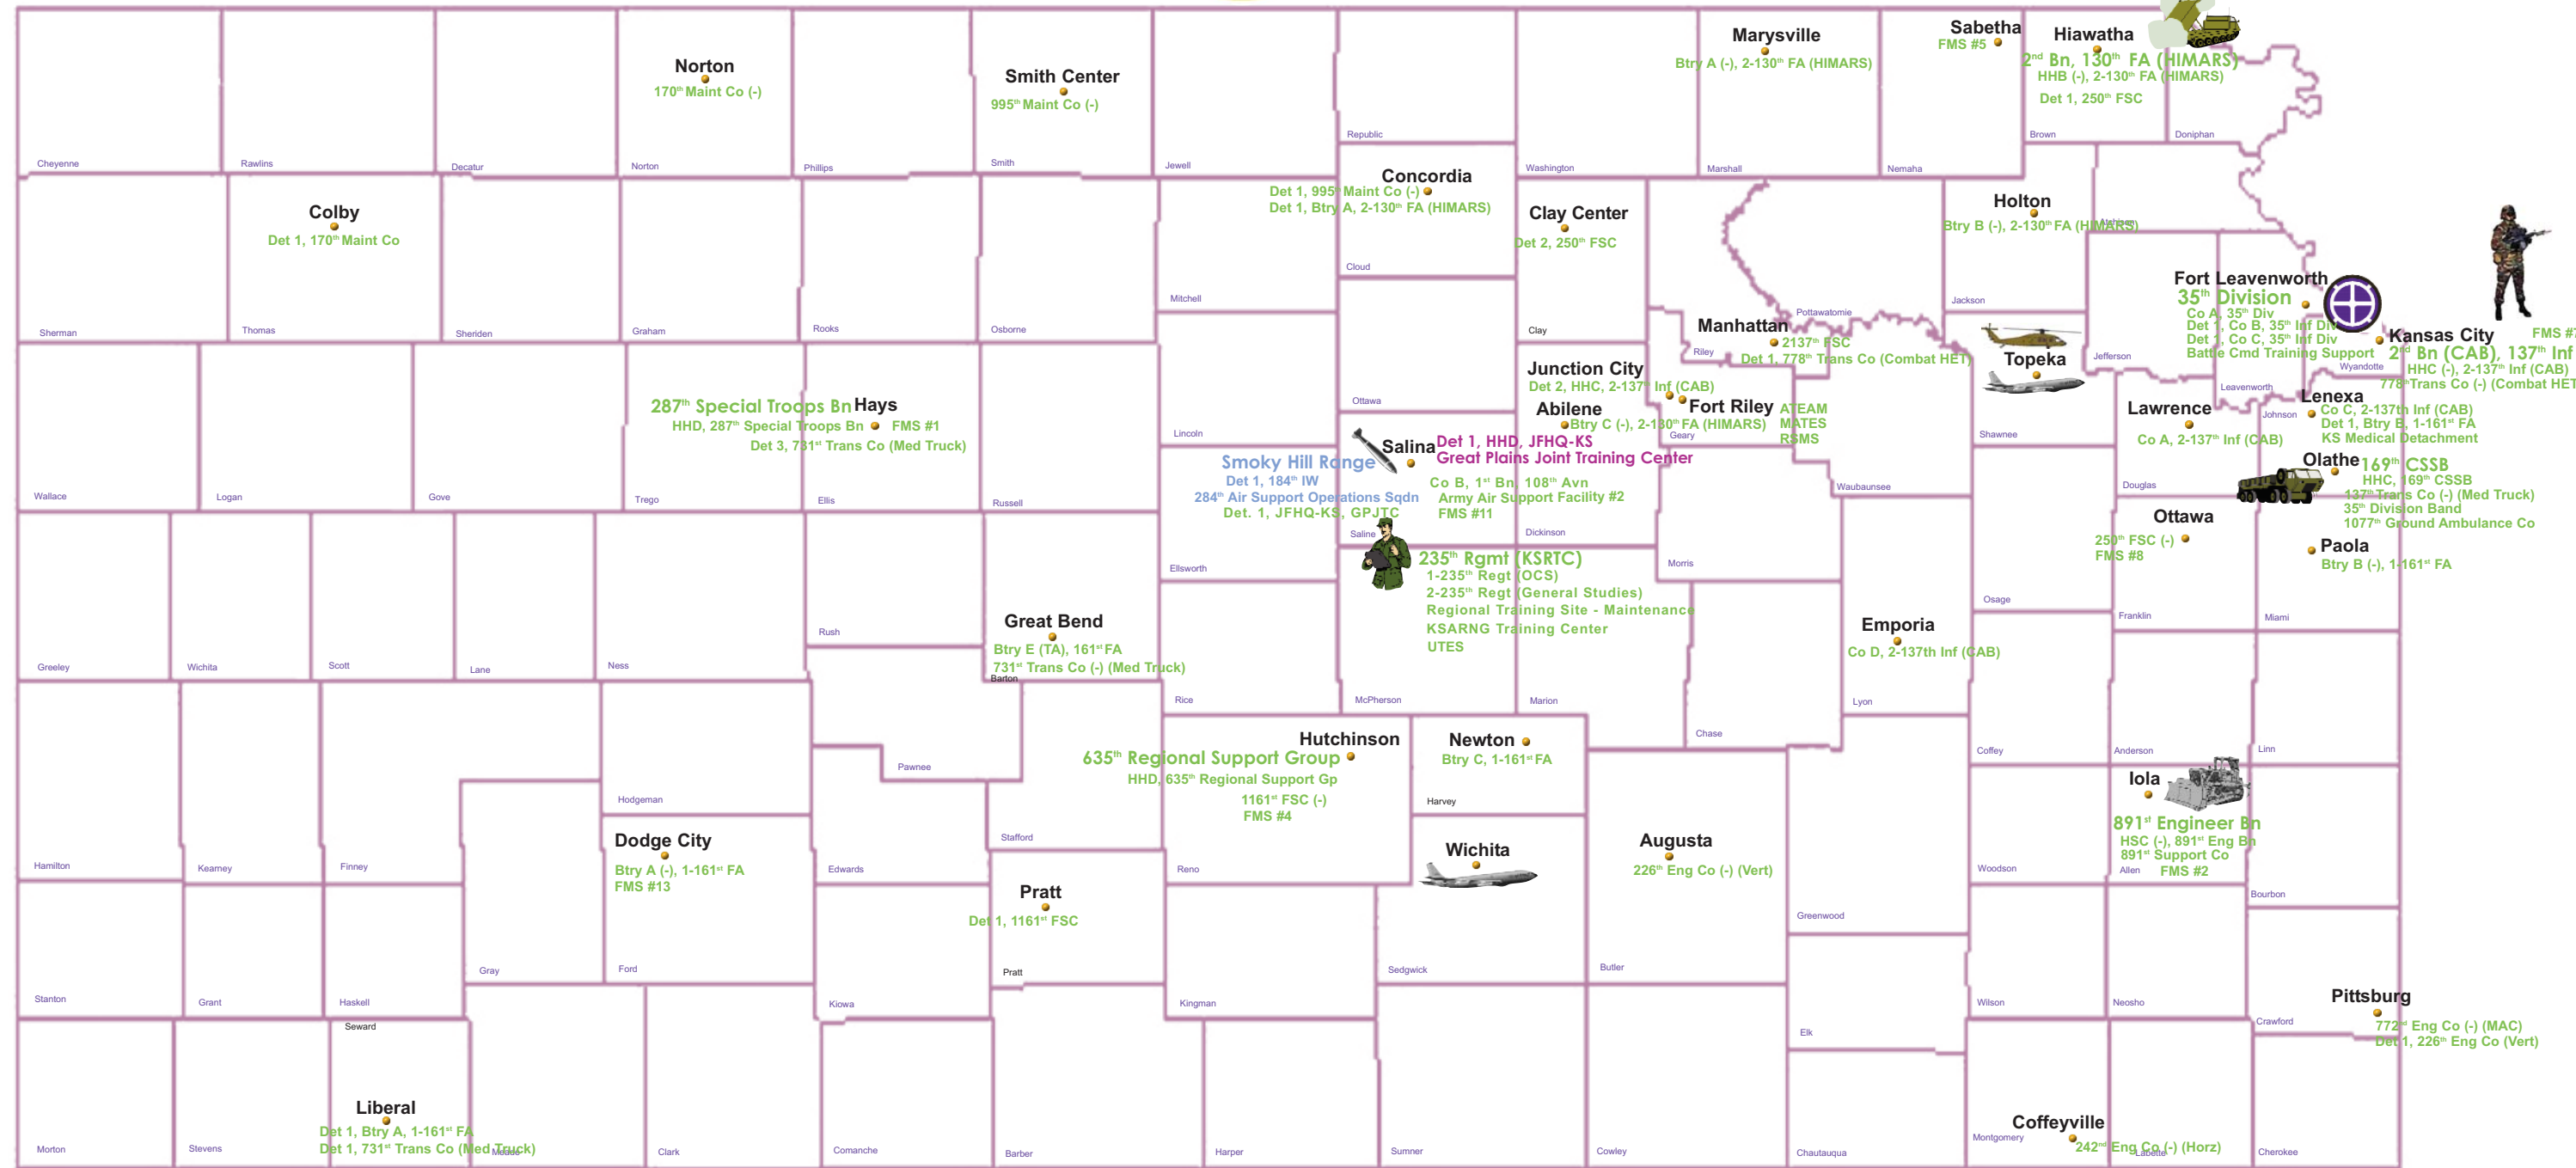 Norton
170th Maint Co (-)
Smith Center
995th Maint Co (-)
Marysville
Btry A (-), 2-130th FA (HIMARS)
Sabetha
FMS #5
Hiawatha
2nd Bn, 130th FA (HIMARS)
HHB (-), 2-130th FA (HIMARS)
Det 1, 250th FSC
Cheyenne
Rawlins
Decatur
Norton
Phillips
Smith
Jewell
Republic
Washington
Marshall
Nemaha
Brown
Doniphan
Colby
Det 1, 170th Maint Co
Concordia
Det 1, 995th Maint Co (-)
Det 1, Btry A, 2-130th FA (HIMARS)
Clay Center
Det 2, 250th FSC
Holton
Btry B (-), 2-130th FA (HIMARS)
Atchison
Sherman
Thomas
Sheriden
Graham
Rooks
Osborne
Mitchell
Cloud
Clay
Pottawatomie
Jackson
Fort Leavenworth
35th Division
Co A, 35th Div
Det 1, Co B, 35th Inf Div
Det 1, Co C, 35th Inf Div
Battle Cmd Training Support
Kansas City
FMS #7
2nd Bn (CAB), 137th Inf
HHC (-), 2-137th Inf (CAB)
778th Trans Co (-) (Combat HET
Wyandotte
Manhattan
2137th FSC
Det 1, 778th Trans Co (Combat HET)
Riley
Topeka
Jefferson
Leavenworth
Junction City
Det 2, HHC, 2-137th Inf (CAB)
Abilene
Btry C (-), 2-130th FA (HIMARS)
Fort Riley
ATEAM
MATES
RSMS
Geary
Lawrence
Co A, 2-137th Inf (CAB)
Lenexa
Johnson
Co C, 2-137th Inf (CAB)
Det 1, Btry B, 1-161st FA
KS Medical Detachment
287th Special Troops Bn
Hays
HHD, 287th Special Troops Bn
FMS #1
Det 3, 731st Trans Co (Med Truck)
Ottawa
Lincoln
Shawnee
Salina
Det 1, HHD, JFHQ-KS
Great Plains Joint Training Center
Smoky Hill Range
Det 1, 184th IW
284th Air Support Operations Sqdn
Det. 1, JFHQ-KS, GPJTC
Co B, 1st Bn, 108th Avn
Army Air Support Facility #2
FMS #11
Olathe
169th CSSB
HHC, 169th CSSB
137th Trans Co (-) (Med Truck)
35th Division Band
1077th Ground Ambulance Co
Wallace
Logan
Gove
Trego
Ellis
Russell
Saline
Dickinson
Waubaunsee
Douglas
Ottawa
250th FSC (-)
FMS #8
Paola
Btry B (-), 1-161st FA
235th Rgmt (KSRTC)
1-235th Regt (OCS)
2-235th Regt (General Studies)
Regional Training Site - Maintenance
KSARNG Training Center
UTES
Ellsworth
Morris
Osage
Franklin
Miami
Great Bend
Btry E (TA), 161st FA
731st Trans Co (-) (Med Truck)
Barton
Emporia
Co D, 2-137th Inf (CAB)
Greeley
Wichita
Scott
Lane
Ness
Rush
Rice
McPherson
Marion
Chase
Lyon
Coffey
Anderson
Linn
Hutchinson
635th Regional Support Group
HHD, 635th Regional Support Gp
1161st FSC (-)
FMS #4
Newton
Btry C, 1-161st FA
Harvey
Pawnee
Hodgeman
Stafford
Iola
891st Engineer Bn
HSC (-), 891st Eng Bn
891st Support Co
FMS #2
Allen
Dodge City
Btry A (-), 1-161st FA
FMS #13
Wichita
Augusta
226th Eng Co (-) (Vert)
Hamilton
Kearney
Finney
Edwards
Reno
Woodson
Bourbon
Pratt
Det 1, 1161st FSC
Pratt
Greenwood
Gray
Ford
Sedgwick
Butler
Stanton
Grant
Haskell
Kiowa
Kingman
Wilson
Neosho
Crawford
Elk
Pittsburg
772nd Eng Co (-) (MAC)
Det 1, 226th Eng Co (Vert)
Seward
Liberal
Det 1, Btry A, 1-161st FA
Det 1, 731st Trans Co (Med Truck)
Coffeyville
242nd Eng Co (-) (Horz)
Montgomery
Labette
Morton
Stevens
Meade
Clark
Comanche
Barber
Harper
Sumner
Cowley
Chautauqua
Cherokee